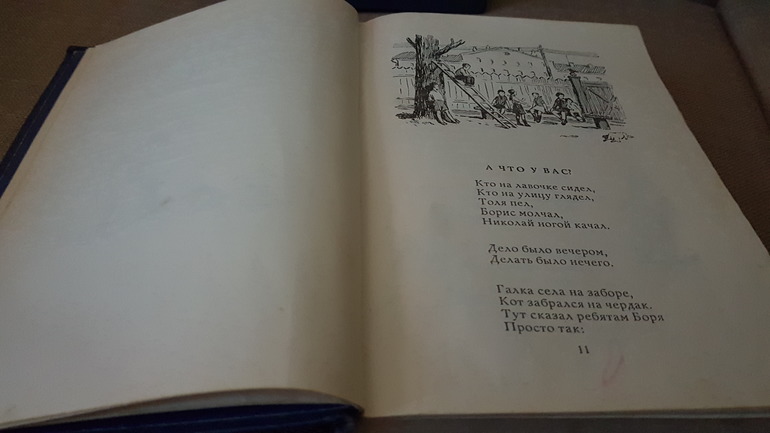 А ЧТО У ВАС?
Кто на лавочке сидел,
Кто на улицу глядел,
Толя пел,
Борис молчал,
Николай ногой качал.
Дело было вечером,
Делать было нечего.
Галка села на заборе,
Кот забрался на чердак.
Тут сказал ребятам Боря
Просто так:
11